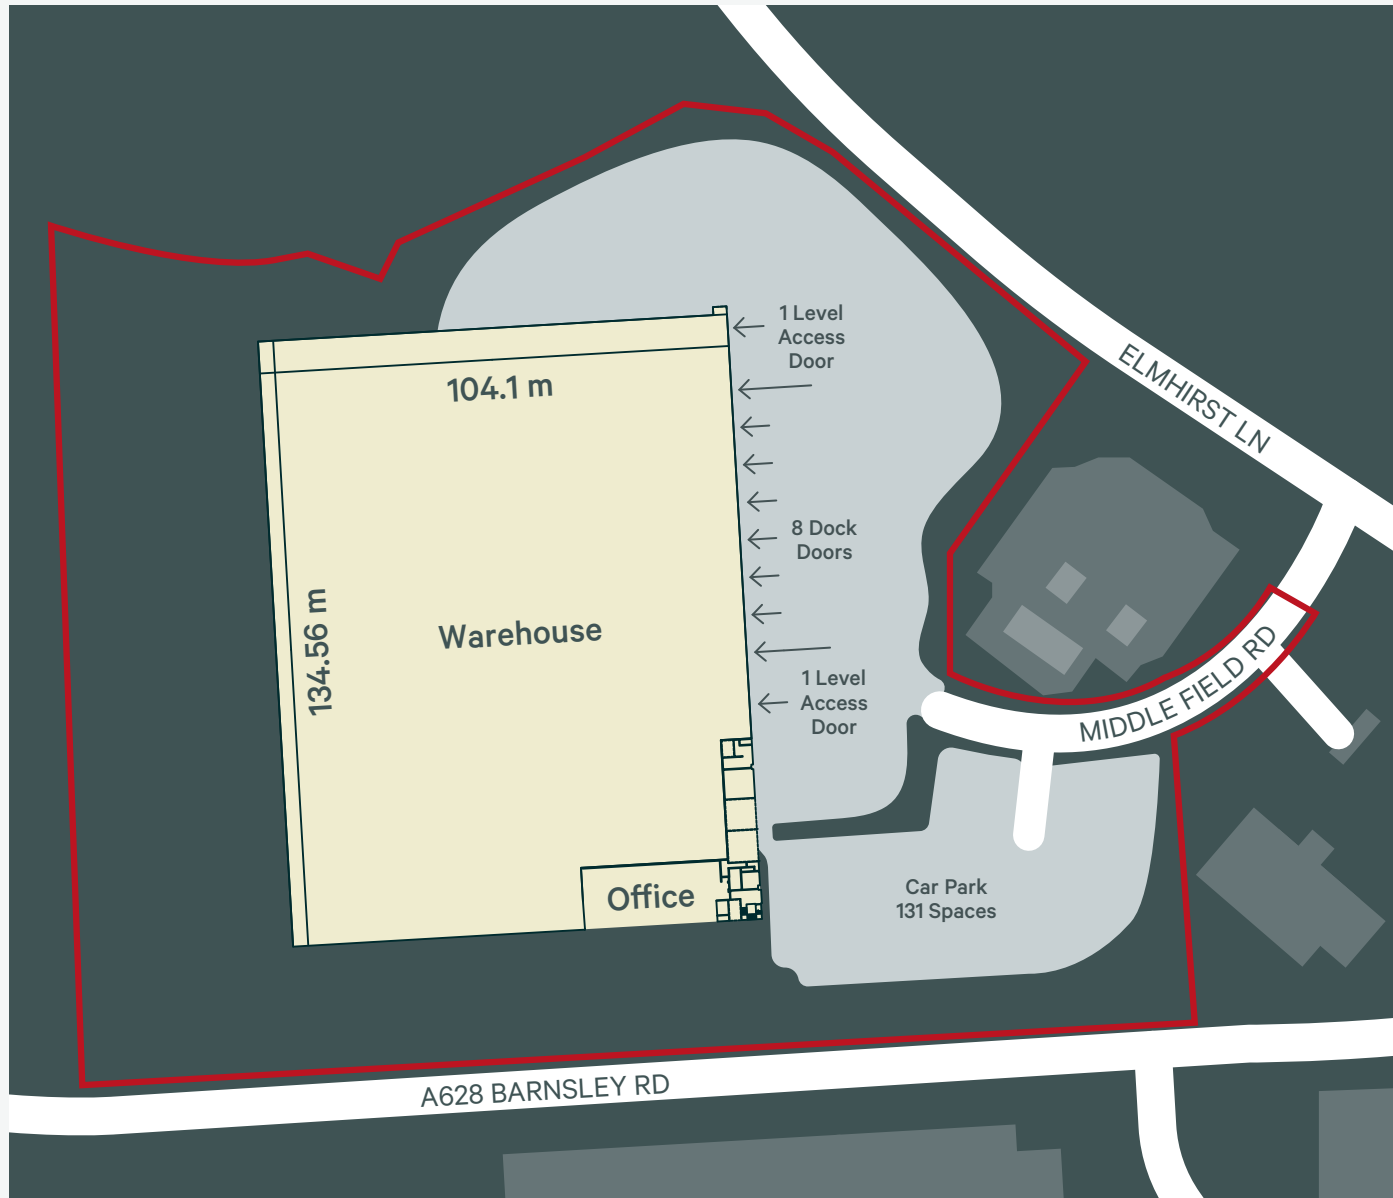 1 Level
Access
Door
ELMHIRST LN
104.1 m
8 Dock
Doors
134.56 m
Warehouse
MIDDLE FIELD RD
1 Level
Access
Door
Office
Car Park
131 Spaces
A628 BARNSLEY RD